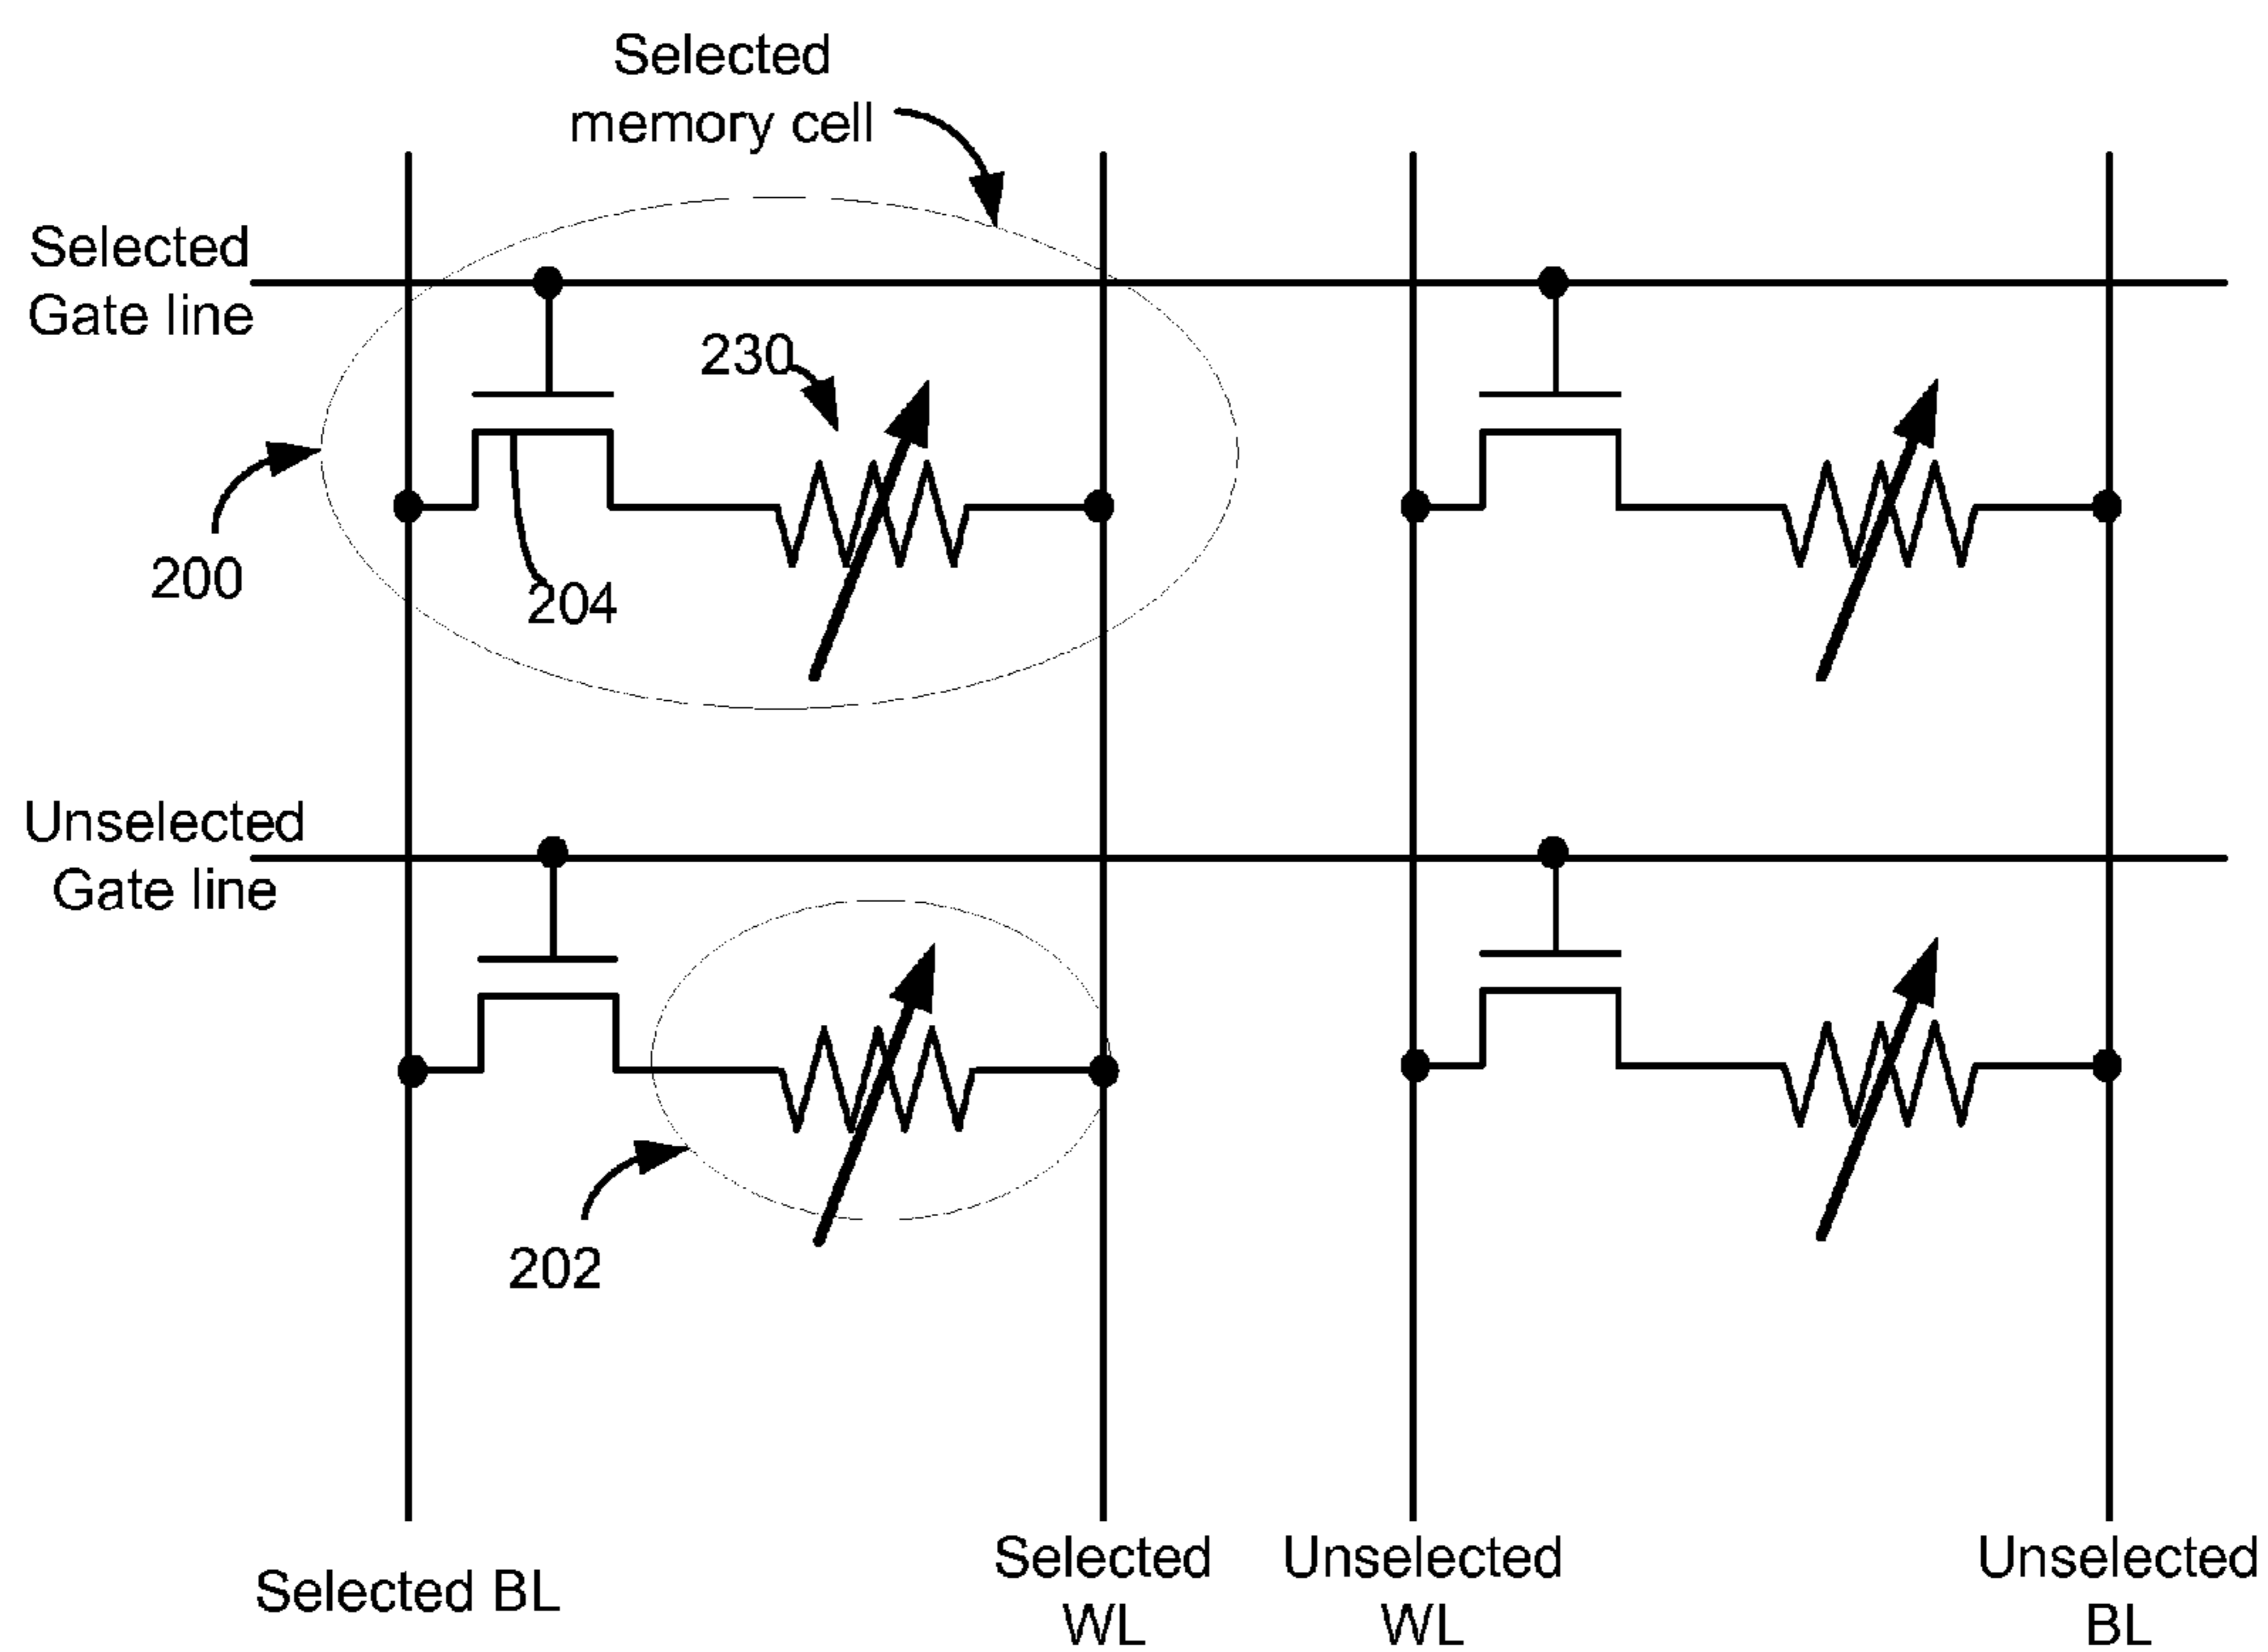 Selected
memory cell
Selected
Gate line
230
200
204
Unselected
Gate line
202
Selected BL
Selected
WL
Unselected
WL
Unselected
BL